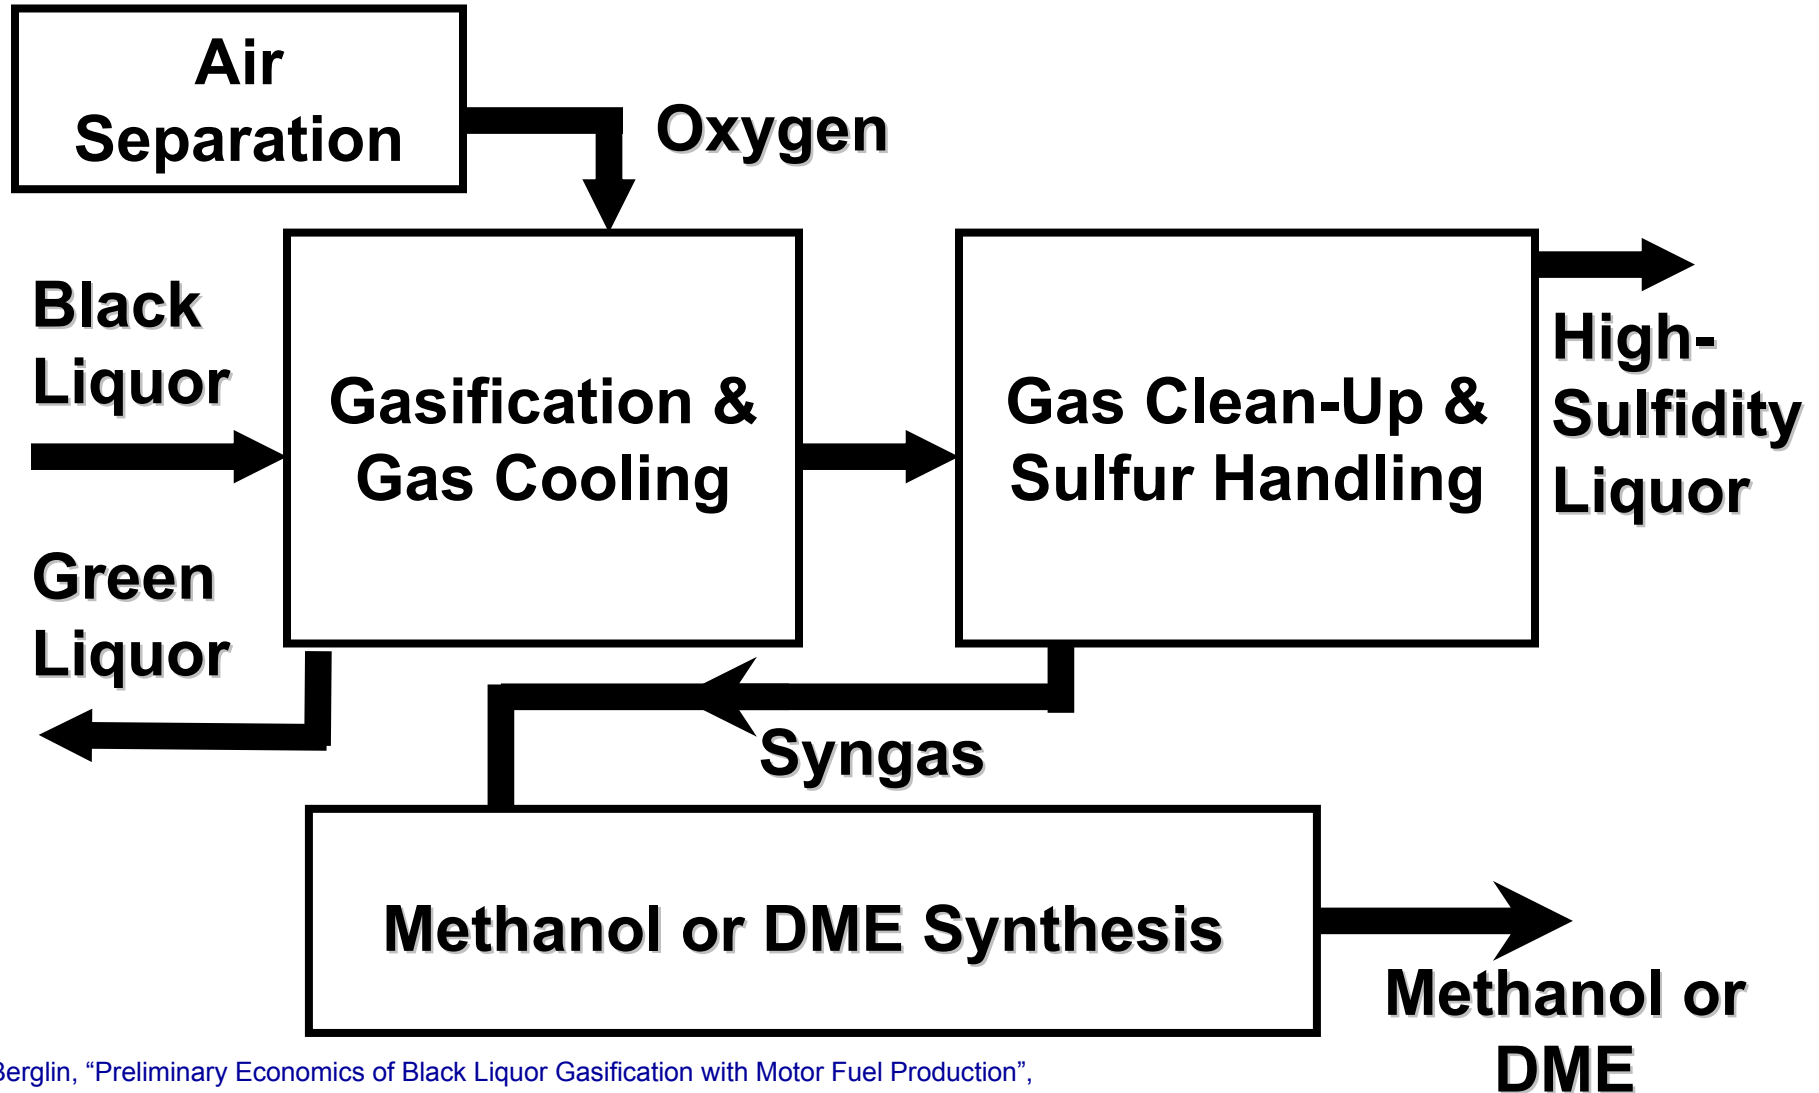 Air
Separation
Oxygen
Black
Liquor
Gasification &
Gas Cooling
Gas Clean-Up &
Sulfur Handling
High-
Sulfidity
Liquor
Green
Liquor
Syngas
Methanol or DME Synthesis
Methanol or
DME
Berglin, “Preliminary Economics of Black Liquor Gasification with Motor Fuel Production”,